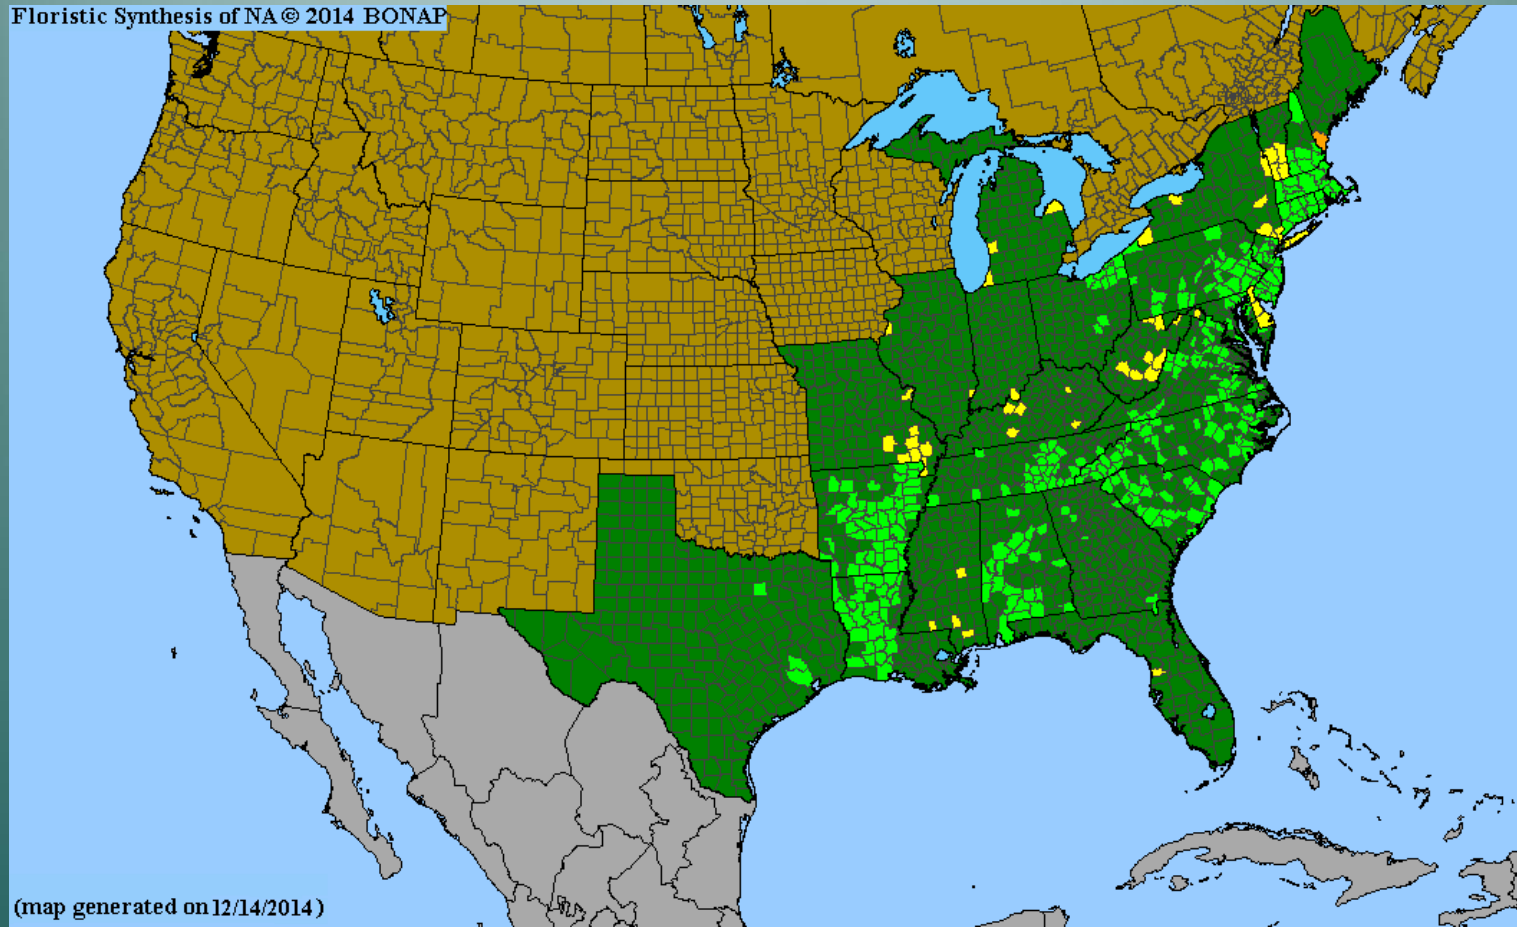 Floristic Synthesis of NA © 2014 BONAP
(map generated on 12/14/2014)